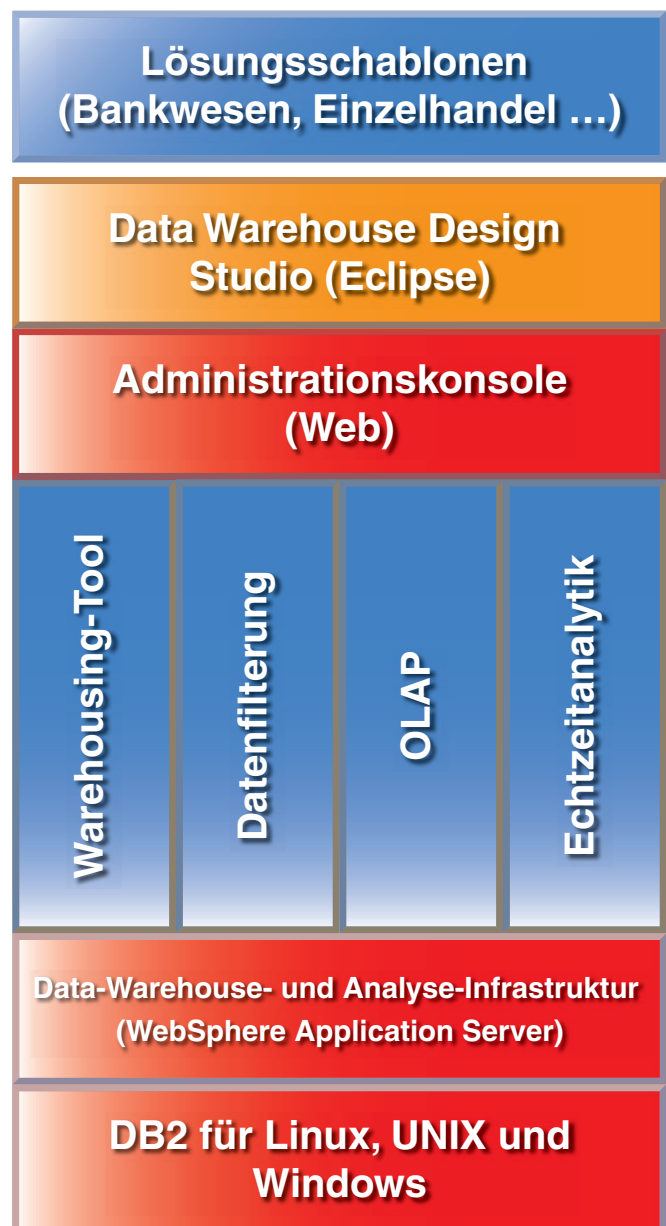 Lösungsschablonen
(Bankwesen, Einzelhandel ...)
Data Warehouse Design
Studio (Eclipse)
Administrationskonsole
(Web)
Warehousing-Tool
Datenfilterung
OLAP
Echtzeitanalytik
Data-Warehouse- und Analyse-Infrastruktur
(WebSphere Application Server)
DB2 für Linux, UNIX und
Windows